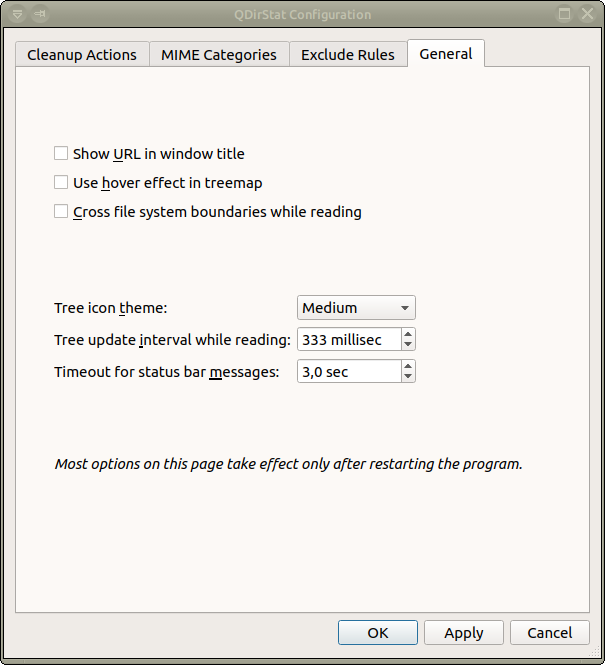 QDirStat Configuration
Cleanup Actions MIME Categories Exclude Rules General
Show URL in window title
Use hover effect in treemap
Cross file system boundaries while reading
Tree icon theme: Medium
Tree update interval while reading: 333 millisec
Timeout for status bar messages: 3,0 sec
Most options on this page take effect only after restarting the program.
OK Apply Cancel